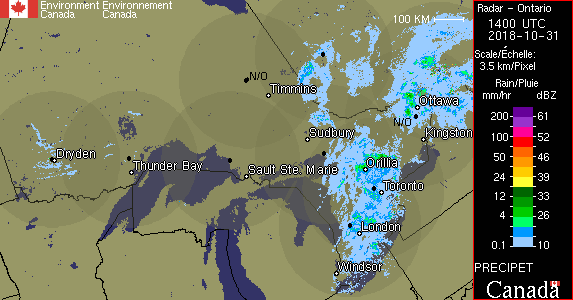 Environment Environnement
Canada Canada
100 KM
Radar - Ontario
1400 UTC
2018-10-31
Scale/Échelle:
3.5 km/Pixel
Rain/Pluie
mm/hr dBZ
200 61
100 52
50 46
24 39
12 33
4 26
0.1 10
PRECIPET
Canada
N/O
Timmins
Ottawa
N/O
Kingston
Sudbury
Dryden
Thunder Bay
Sault Ste. Marie
Orillia
Toronto
London
Windsor